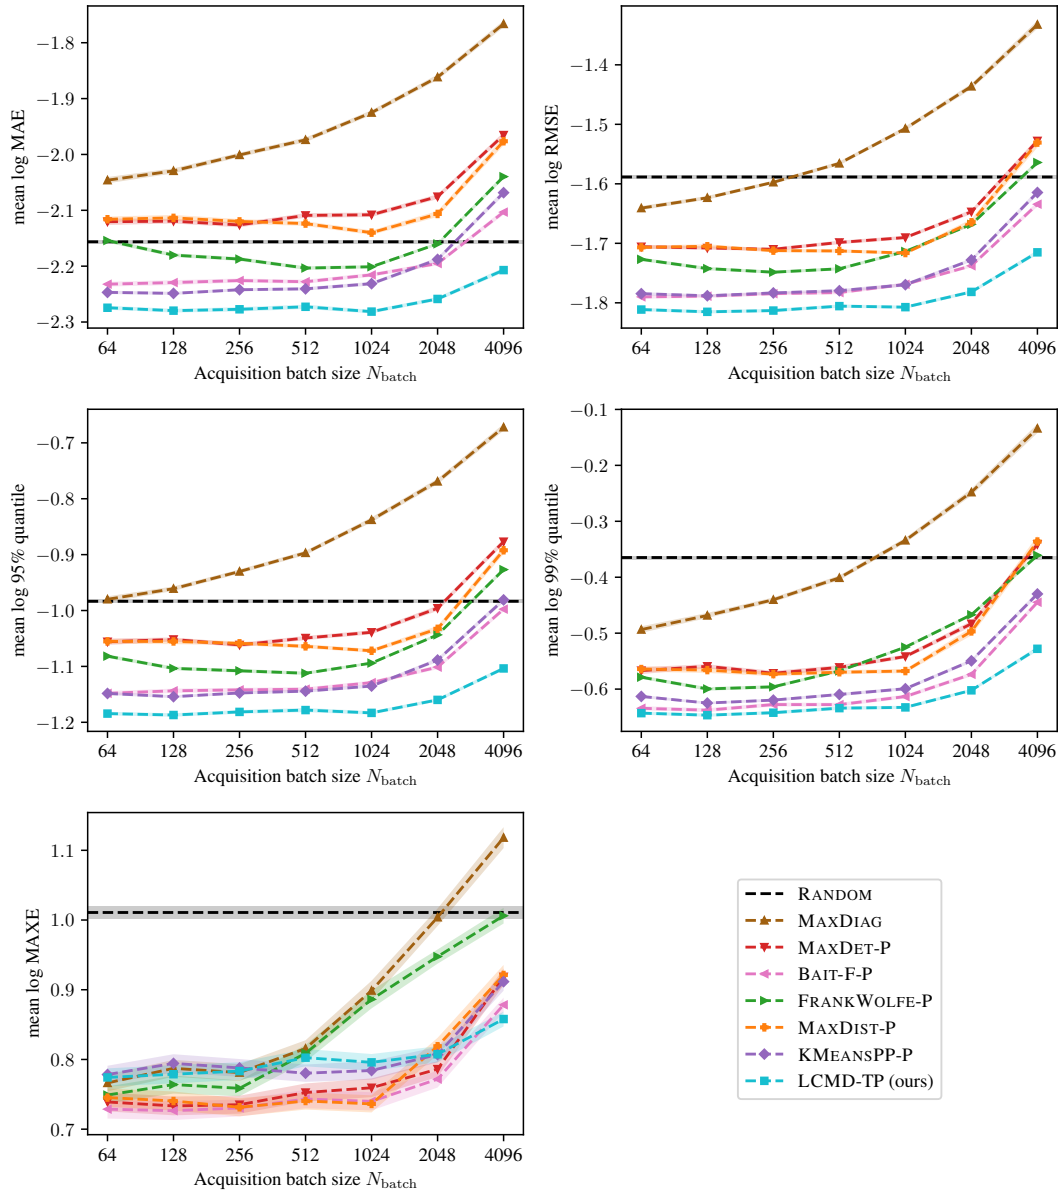 mean log MAE
−1.8
−1.9
−2.0
−2.1
−2.2
−2.3
64 128 256 512 1024 2048 4096
Acquisition batch size N_batch
mean log RMSE
−1.4
−1.5
−1.6
−1.7
−1.8
64 128 256 512 1024 2048 4096
Acquisition batch size N_batch
mean log 95% quantile
−0.7
−0.8
−0.9
−1.0
−1.1
−1.2
64 128 256 512 1024 2048 4096
Acquisition batch size N_batch
mean log 99% quantile
−0.1
−0.2
−0.3
−0.4
−0.5
−0.6
64 128 256 512 1024 2048 4096
Acquisition batch size N_batch
mean log MAXE
1.1
1.0
0.9
0.8
0.7
64 128 256 512 1024 2048 4096
Acquisition batch size N_batch
RANDOM
MAXDIAG
MAXDET-P
BAIT-F-P
FRANKWOLFE-P
MAXDIST-P
KMEANSPP-P
LCMD-TP (ours)